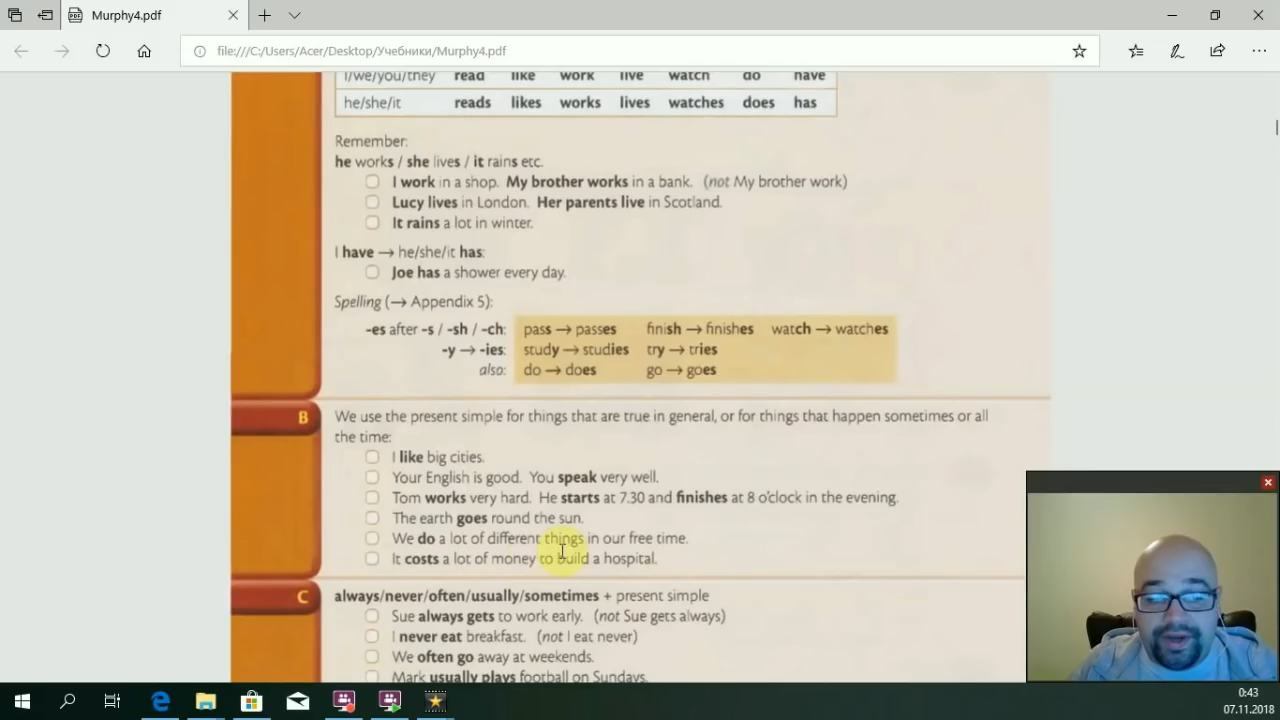 Murphy4.pdf
file:///C:/Users/Acer/Desktop/Учебники/Murphy4.pdf
I/we/you/they read like work live watch do have
he/she/it reads likes works lives watches does has
Remember:
he works / she lives / it rains etc.
I work in a shop. My brother works in a bank. (not My brother work)
Lucy lives in London. Her parents live in Scotland.
It rains a lot in winter.
I have → he/she/it has:
Joe has a shower every day.
Spelling (→ Appendix 5):
-es after -s / -sh / -ch: pass → passes finish → finishes watch → watches
-y → -ies: study → studies try → tries
also: do → does go → goes
B We use the present simple for things that are true in general, or for things that happen sometimes or all
the time:
I like big cities.
Your English is good. You speak very well.
Tom works very hard. He starts at 7.30 and finishes at 8 o'clock in the evening.
The earth goes round the sun.
We do a lot of different things in our free time.
It costs a lot of money to build a hospital.
C always/never/often/usually/sometimes + present simple
Sue always gets to work early. (not Sue gets always)
I never eat breakfast. (not I eat never)
We often go away at weekends.
Mark usually plays football on Sundays.
0:43
07.11.2018